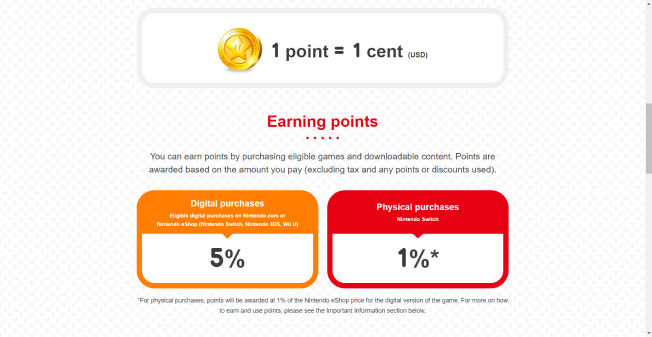 1 point = 1 cent (USD)
Earning points
You can earn points by purchasing eligible games and downloadable content. Points are
awarded based on the amount you pay (excluding tax and any points or discounts used).
Digital purchases
Eligible digital purchases on Nintendo.com or
Nintendo eShop (Nintendo Switch, Nintendo 3DS, Wii U)
5%
Physical purchases
Nintendo Switch
1%*
*For physical purchases, points will be awarded at 1% of the Nintendo eShop price for the digital version of the game. For more on how
to earn and use points, please see the Important Information section below.